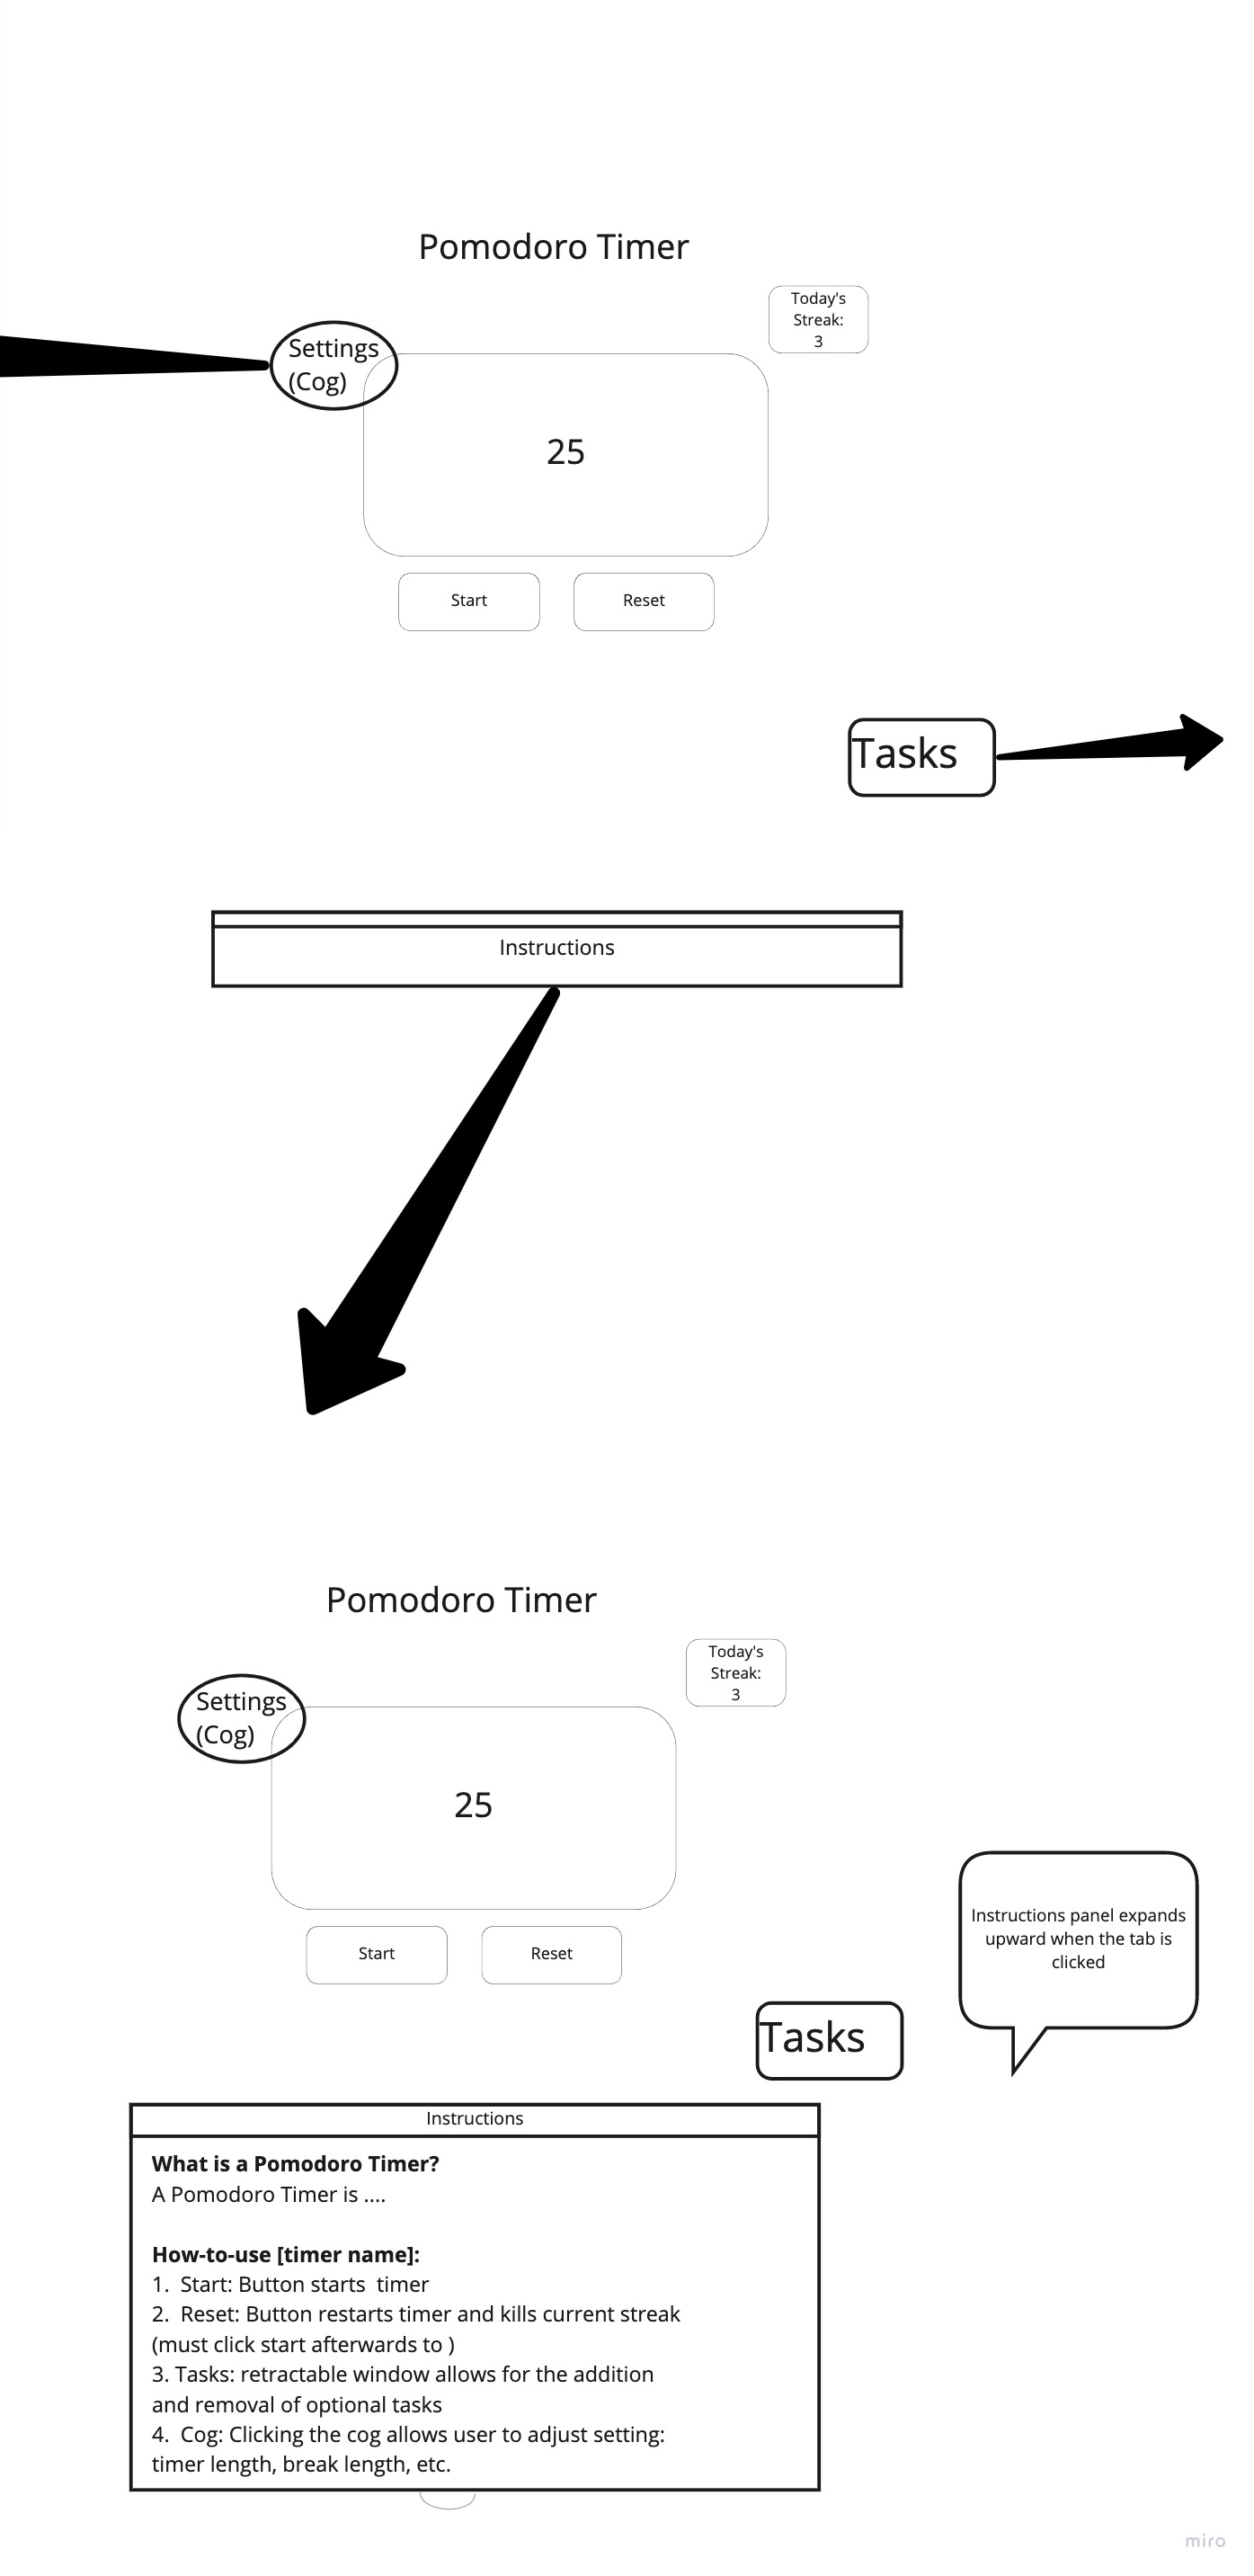 Pomodoro Timer
Today's
Streak:
3
Settings
(Cog)
25
Start
Reset
Tasks
Instructions
Pomodoro Timer
Today's
Streak:
3
Settings
(Cog)
25
Start
Reset
Instructions panel expands
upward when the tab is
clicked
Tasks
Instructions
What is a Pomodoro Timer?
A Pomodoro Timer is ....
How-to-use [timer name]:
1.  Start: Button starts  timer
2.  Reset: Button restarts timer and kills current streak
(must click start afterwards to )
3. Tasks: retractable window allows for the addition
and removal of optional tasks
4.  Cog: Clicking the cog allows user to adjust setting:
timer length, break length, etc.
miro